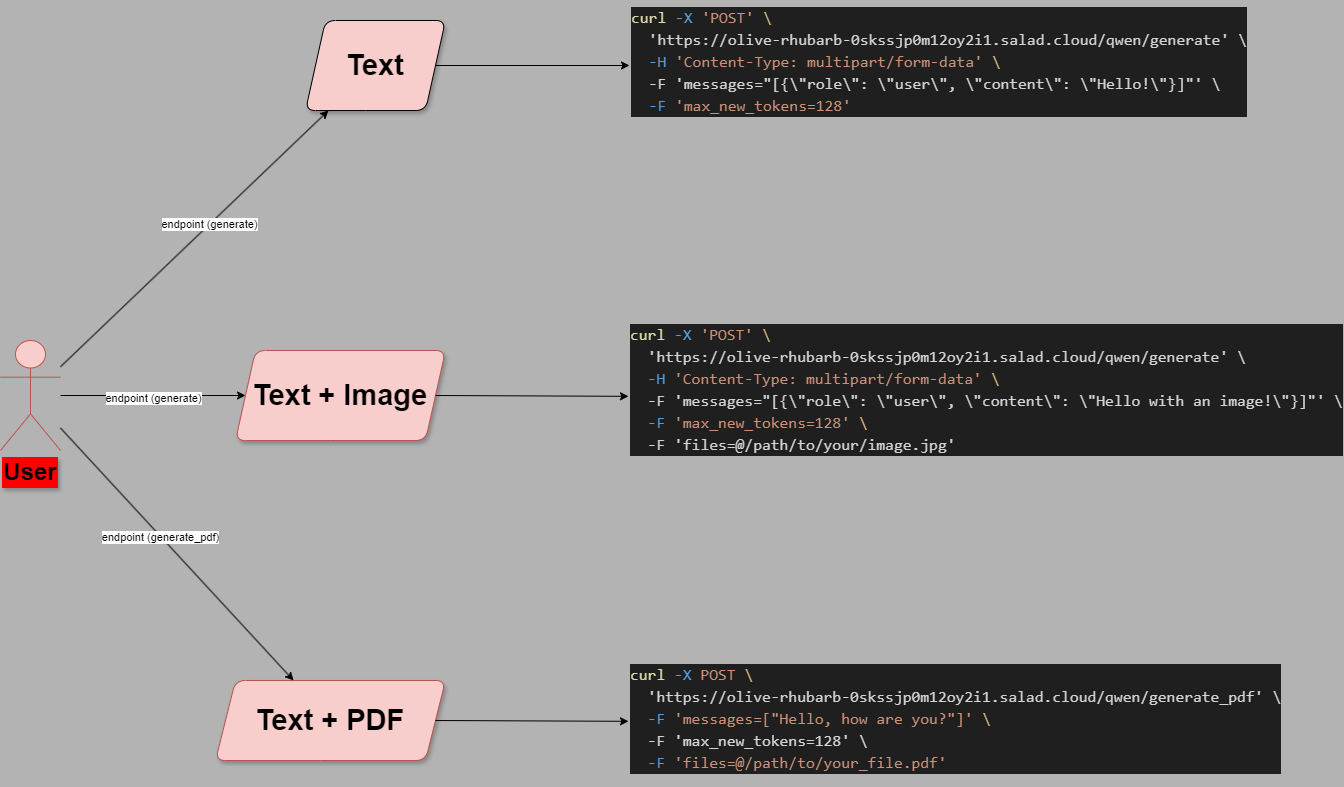 Text
curl -X 'POST' \
'https://olive-rhubarb-0skssjp0m12oy2i1.salad.cloud/qwen/generate' \
-H 'Content-Type: multipart/form-data' \
-F 'messages="[{\"role\": \"user\", \"content\": \"Hello!\"}]"' \
-F 'max_new_tokens=128'
endpoint (generate)
User
endpoint (generate)
Text + Image
curl -X 'POST' \
'https://olive-rhubarb-0skssjp0m12oy2i1.salad.cloud/qwen/generate' \
-H 'Content-Type: multipart/form-data' \
-F 'messages="[{\"role\": \"user\", \"content\": \"Hello with an image!\"}]"' \
-F 'max_new_tokens=128' \
-F 'files=@/path/to/your/image.jpg'
endpoint (generate_pdf)
Text + PDF
curl -X POST \
'https://olive-rhubarb-0skssjp0m12oy2i1.salad.cloud/qwen/generate_pdf' \
-F 'messages=["Hello, how are you?"]' \
-F 'max_new_tokens=128' \
-F 'files=@/path/to/your_file.pdf'